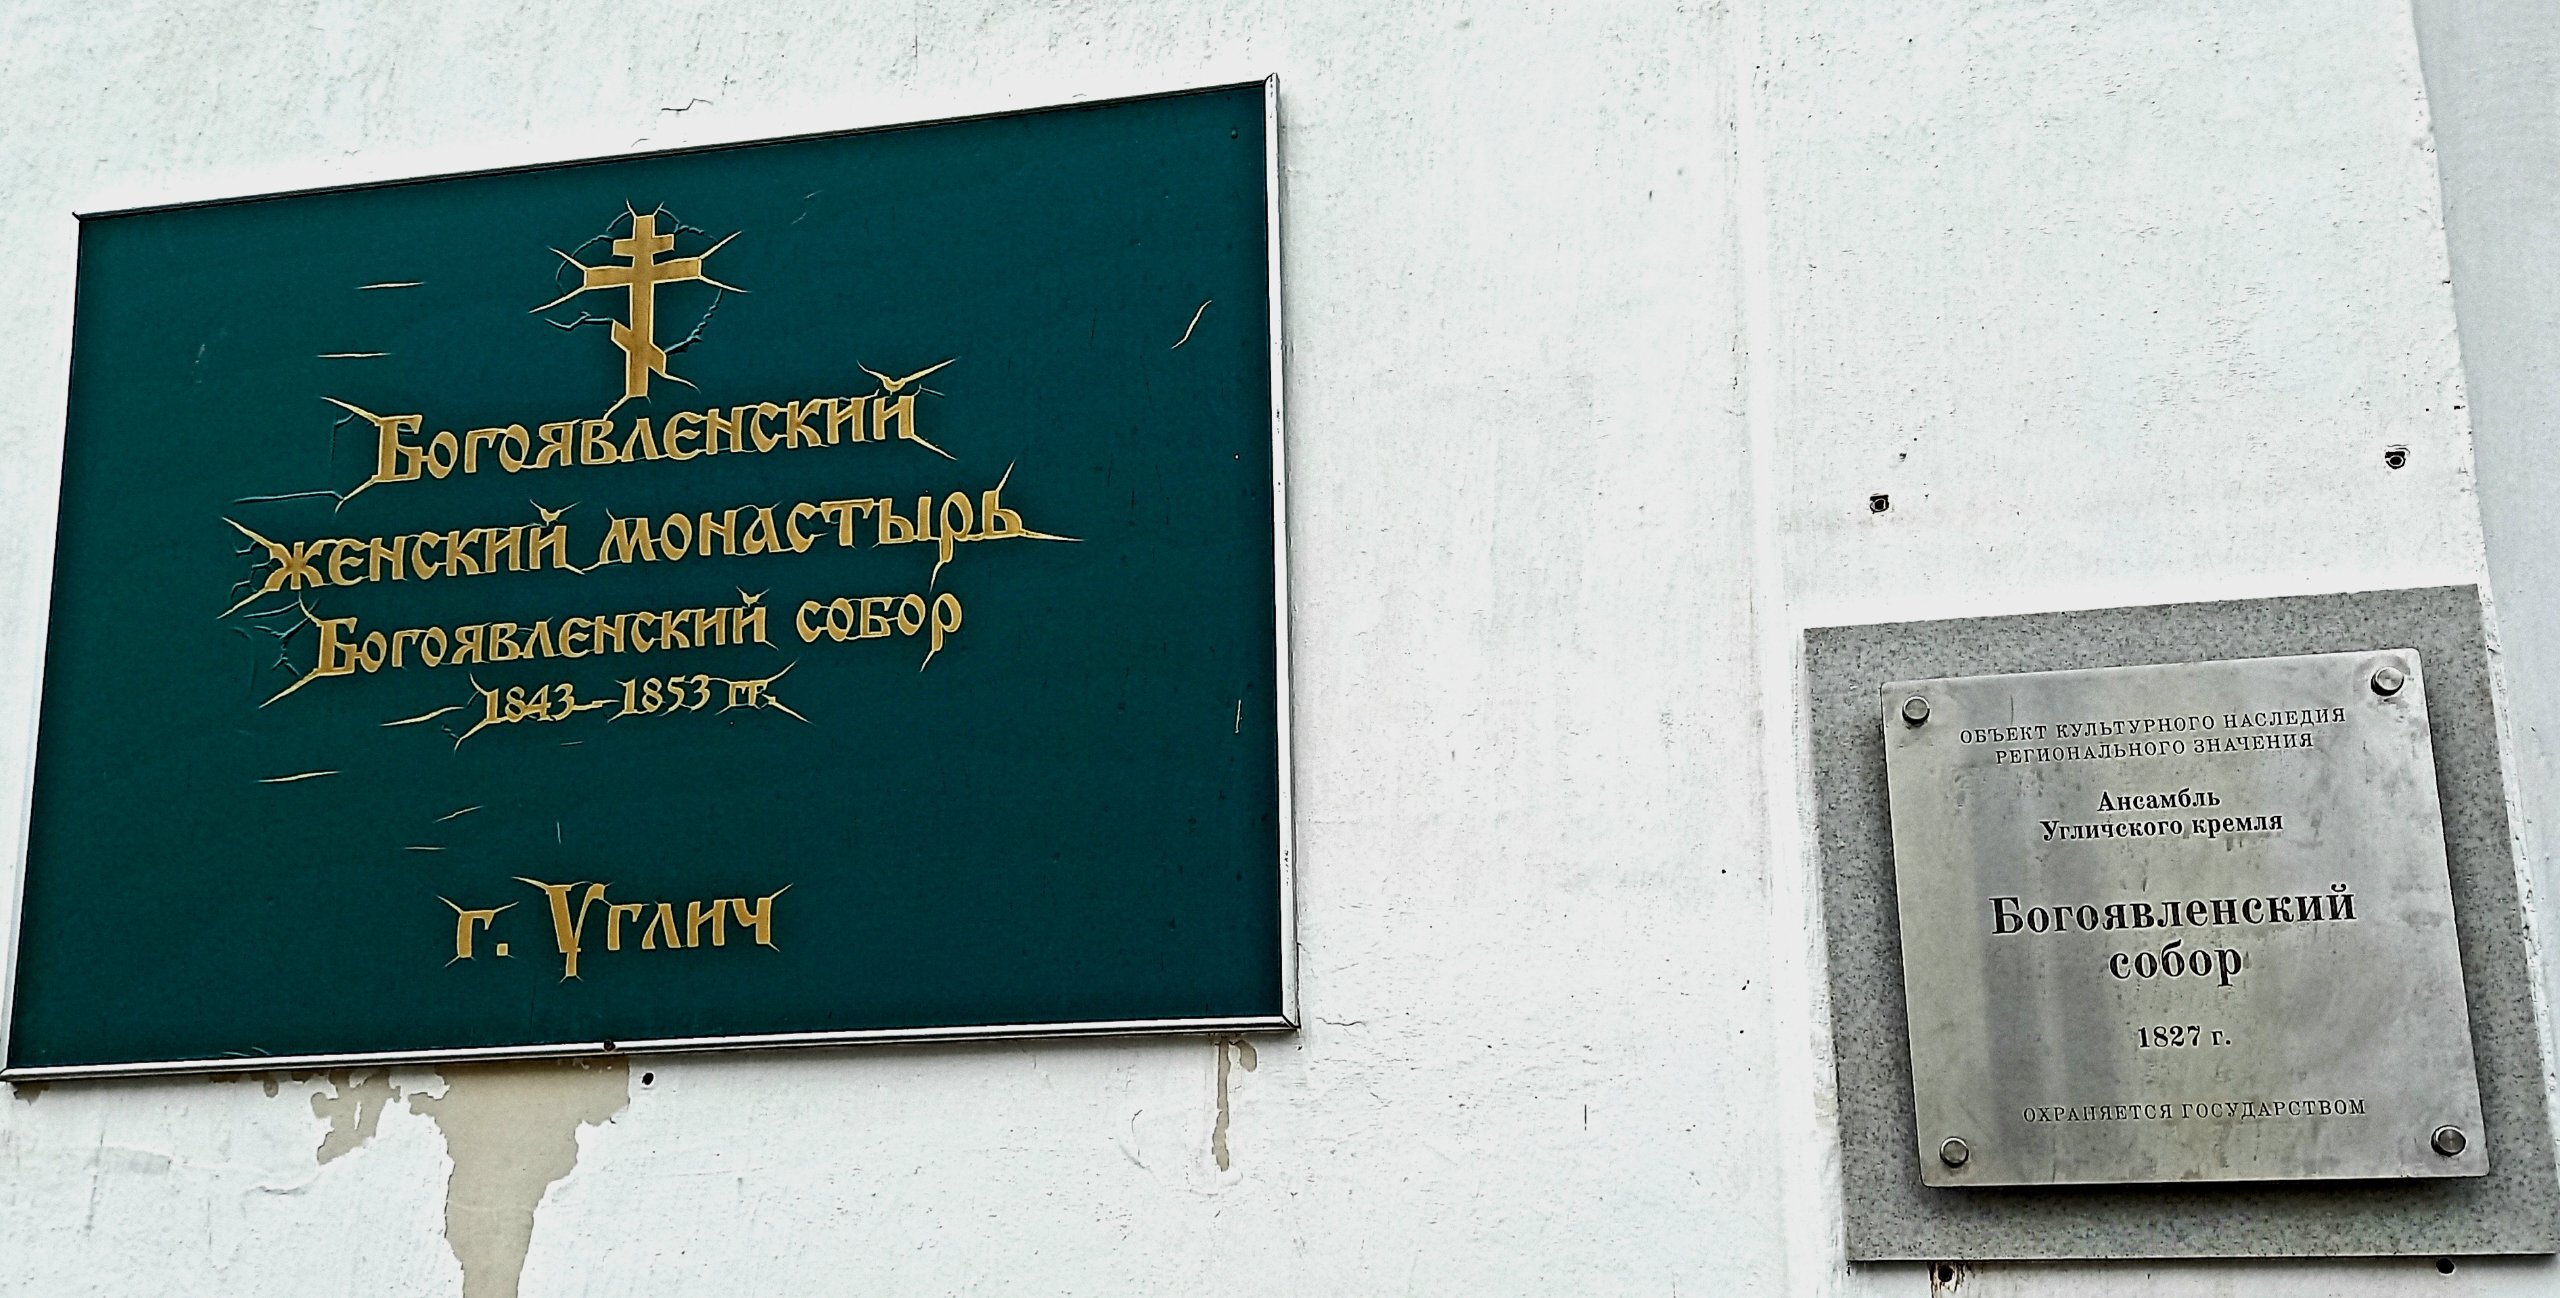 Богоявленский
женский монастырь
Богоявленский собор
1843–1853 гг.
г. Углич
ОБЪЕКТ КУЛЬТУРНОГО НАСЛЕДИЯ
РЕГИОНАЛЬНОГО ЗНАЧЕНИЯ
Ансамбль
Угличского кремля
Богоявленский
собор
1827 г.
ОХРАНЯЕТСЯ ГОСУДАРСТВОМ